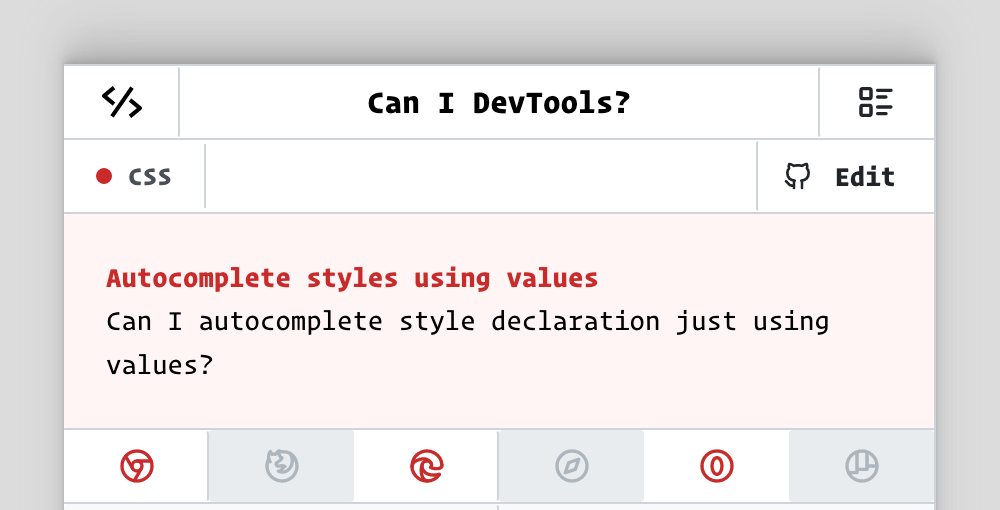 Can I DevTools?
CSS
Edit
Autocomplete styles using values
Can I autocomplete style declaration just using
values?